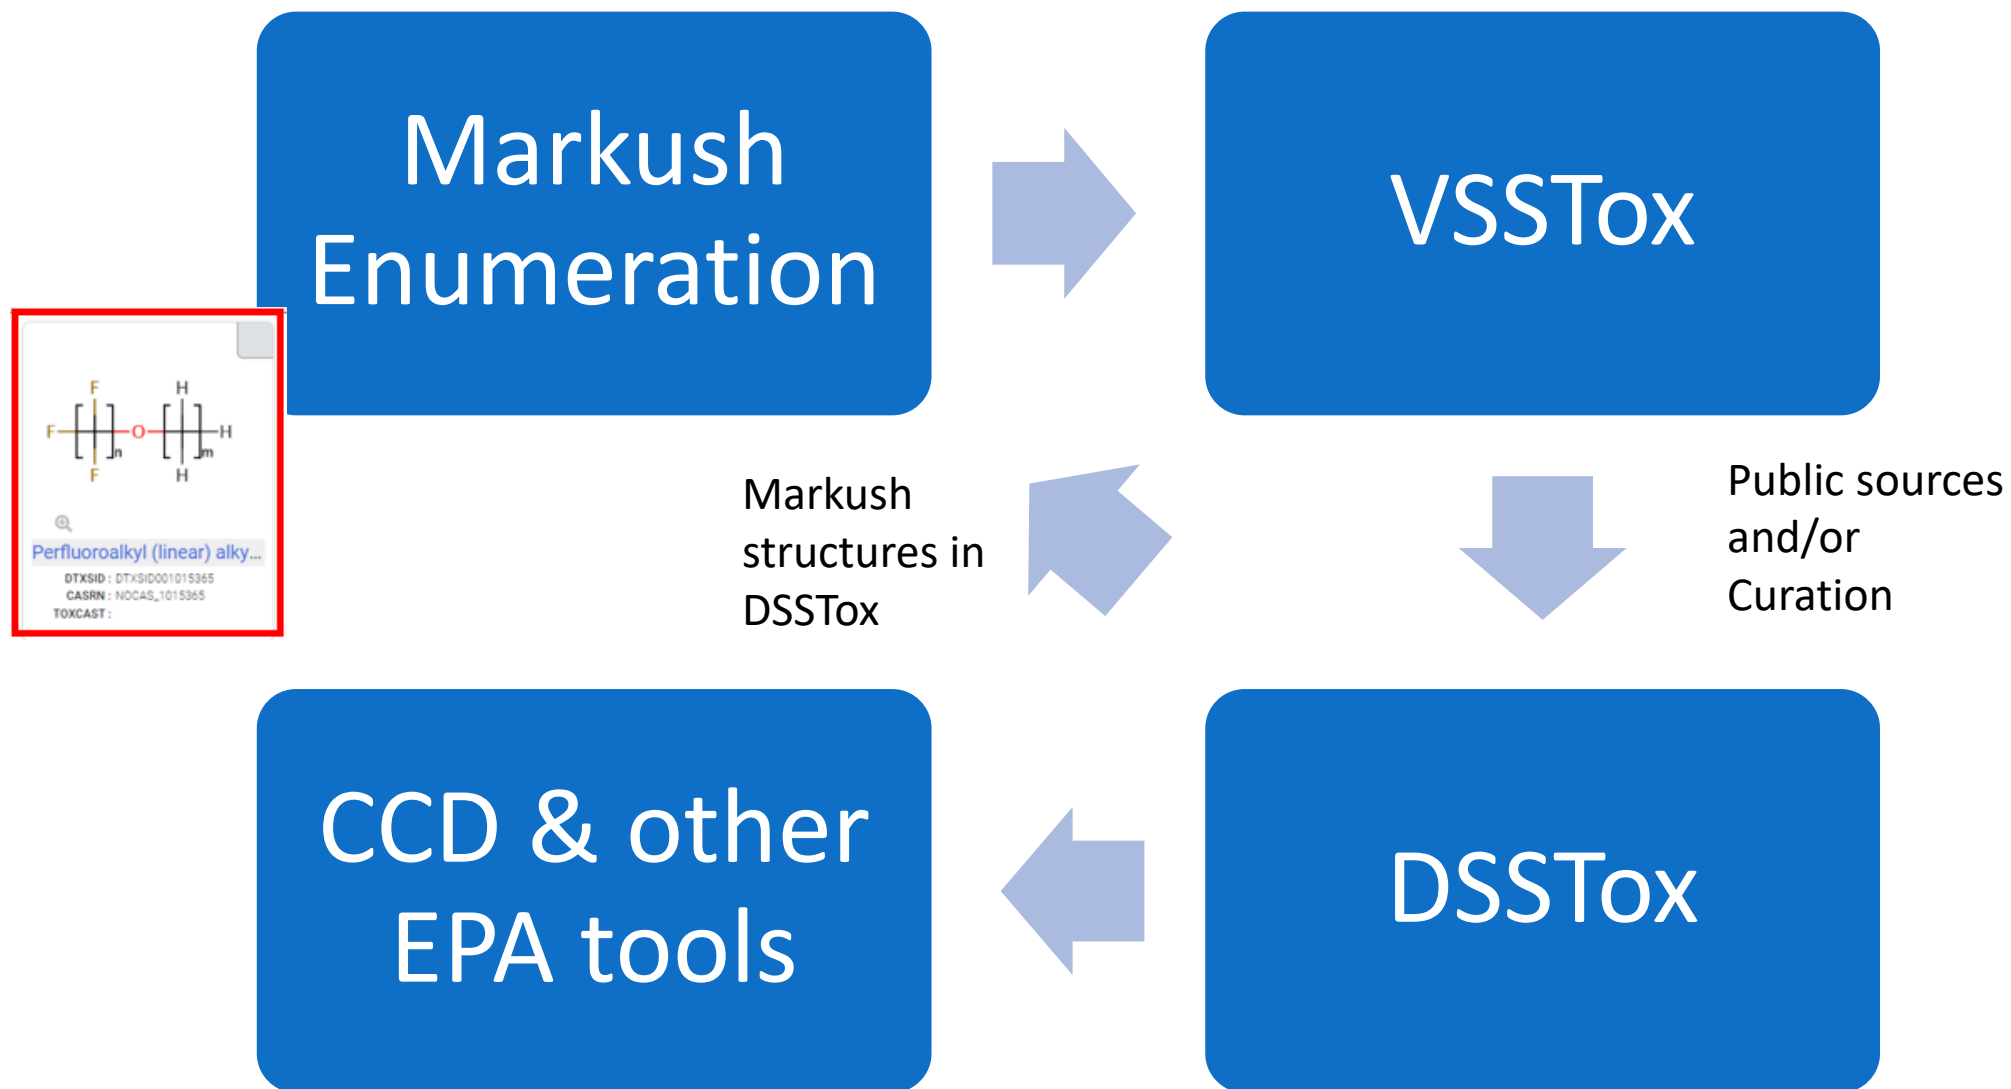 Markush
Enumeration
VSSTox
F
H
F
n
O
m
H
F
H
Perfluoroalkyl (linear) alky...
DTXSID : DTXSID001015365
CASRN : NOCAS_1015365
TOXCAST :
Markush
structures in
DSSTox
Public sources
and/or
Curation
CCD & other
EPA tools
DSSTox